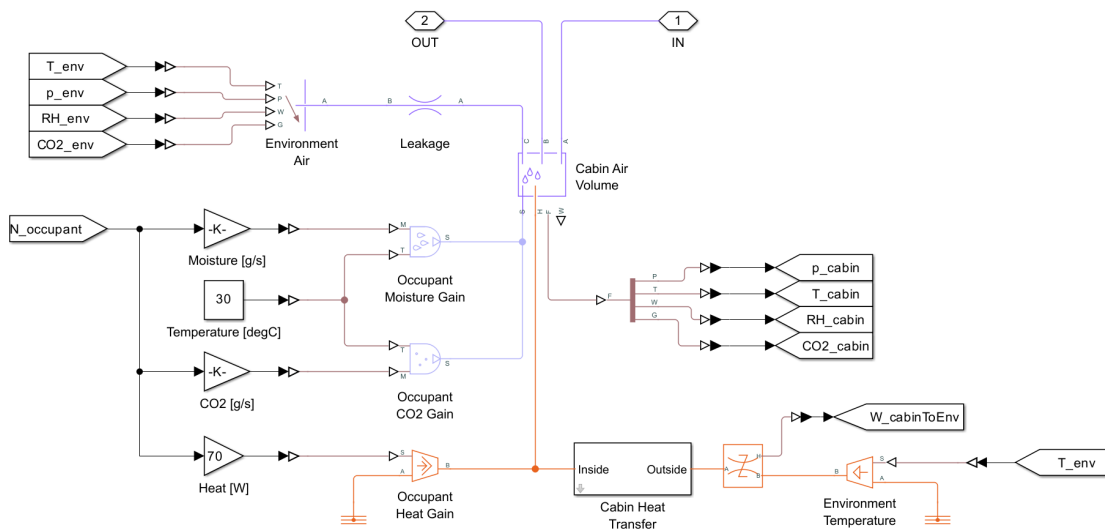 2
OUT
1
IN
T_env
p_env
RH_env
CO2_env
T
P
W
G
A
Environment
Air
B
A
Leakage
C
B
A
Cabin Air
Volume
S
H
F
W
N_occupant
-K-
Moisture [g/s]
M
T
S
Occupant
Moisture Gain
30
Temperature [degC]
-K-
CO2 [g/s]
T
M
S
Occupant
CO2 Gain
F
P
T
W
G
p_cabin
T_cabin
RH_cabin
CO2_cabin
70
Heat [W]
S
A
B
Occupant
Heat Gain
Inside
Outside
Cabin Heat
Transfer
A
H
B
W_cabinToEnv
B
S
A
Environment
Temperature
T_env